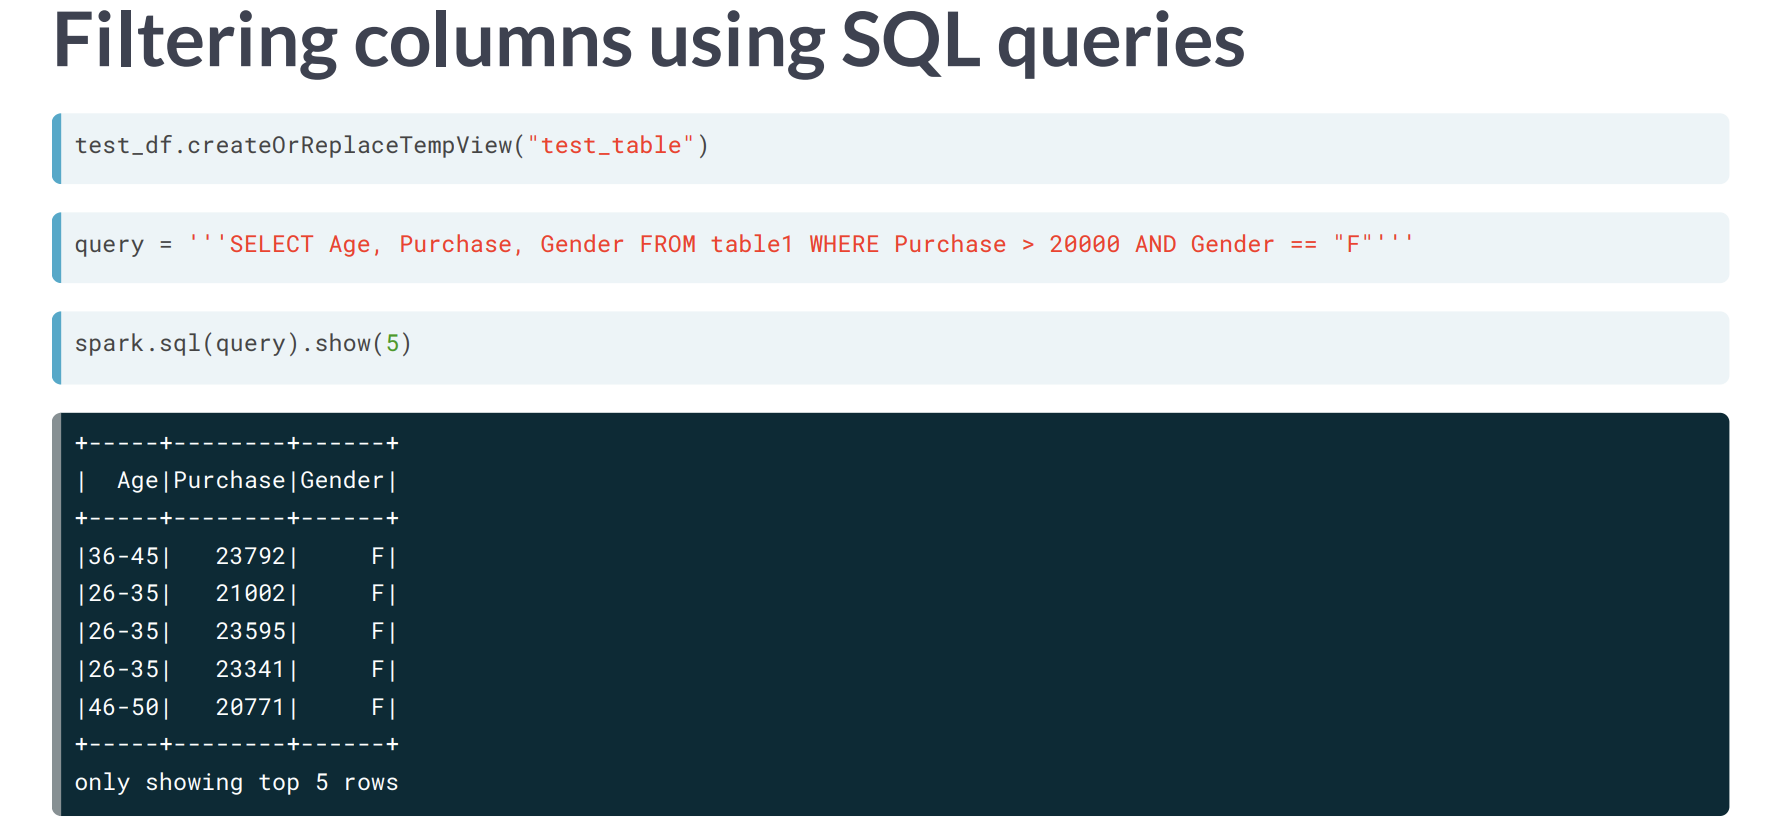 Filtering columns using SQL queries
test_df.createOrReplaceTempView("test_table")
query = '''SELECT Age, Purchase, Gender FROM table1 WHERE Purchase > 20000 AND Gender == "F"'''
spark.sql(query).show(5)
+-----+--------+------+
|  Age|Purchase|Gender|
+-----+--------+------+
|36-45|   23792|     F|
|26-35|   21002|     F|
|26-35|   23595|     F|
|26-35|   23341|     F|
|46-50|   20771|     F|
+-----+--------+------+
only showing top 5 rows